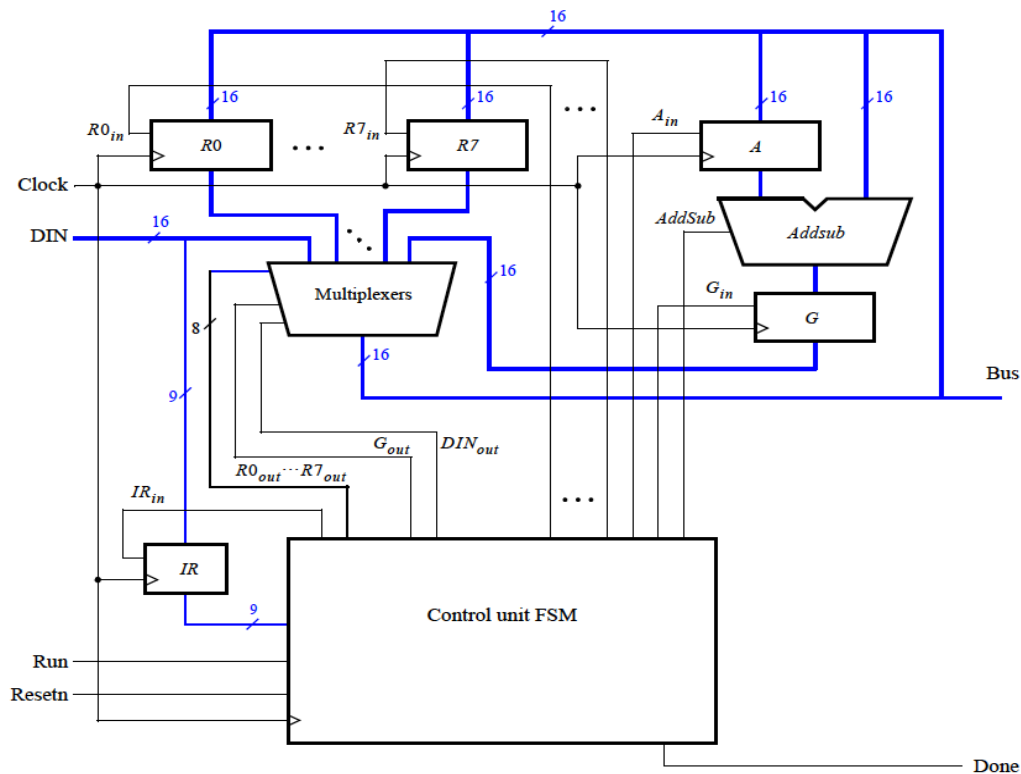 16
16
16
16
16
R0in
R0
R7in
R7
Ain
A
Clock
DIN
16
AddSub
Addsub
Multiplexers
16
Gin
G
8
16
Bus
9
Gout
DINout
R0out...R7out
IRin
IR
9
Control unit FSM
Run
Resetn
Done